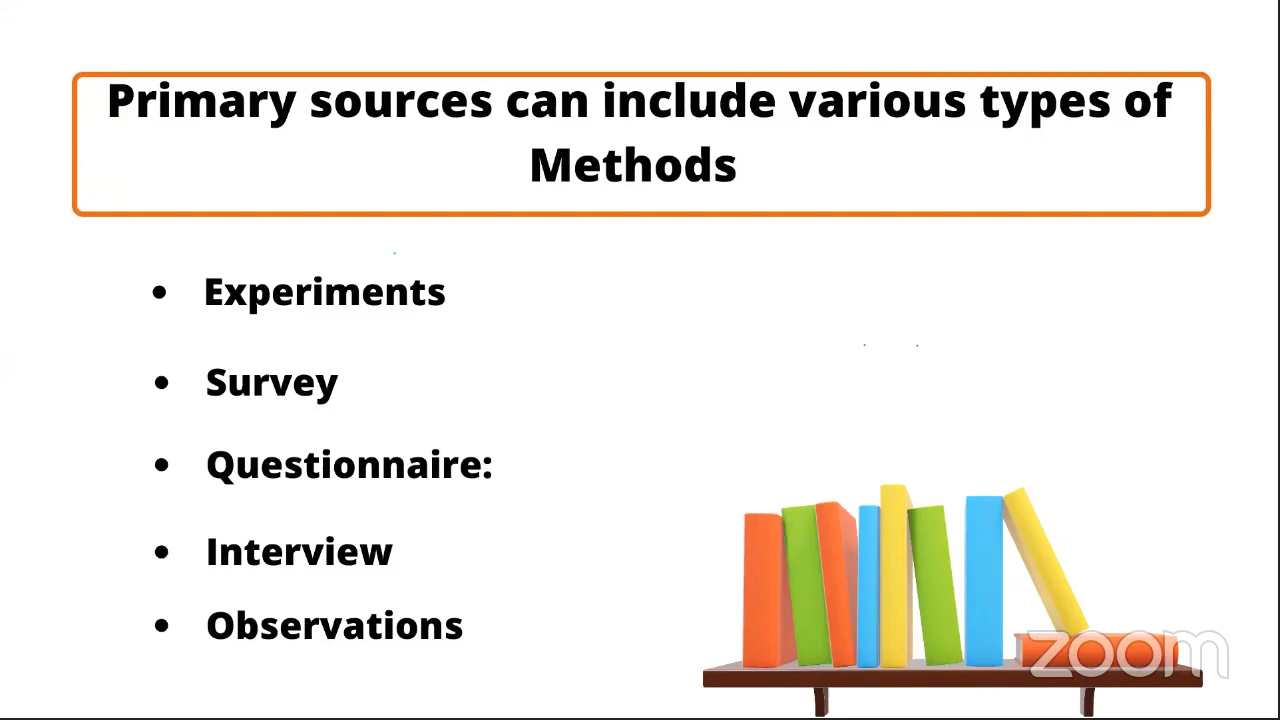 Primary sources can include various types of
Methods
• Experiments
• Survey
• Questionnaire:
• Interview
• Observations
zoom